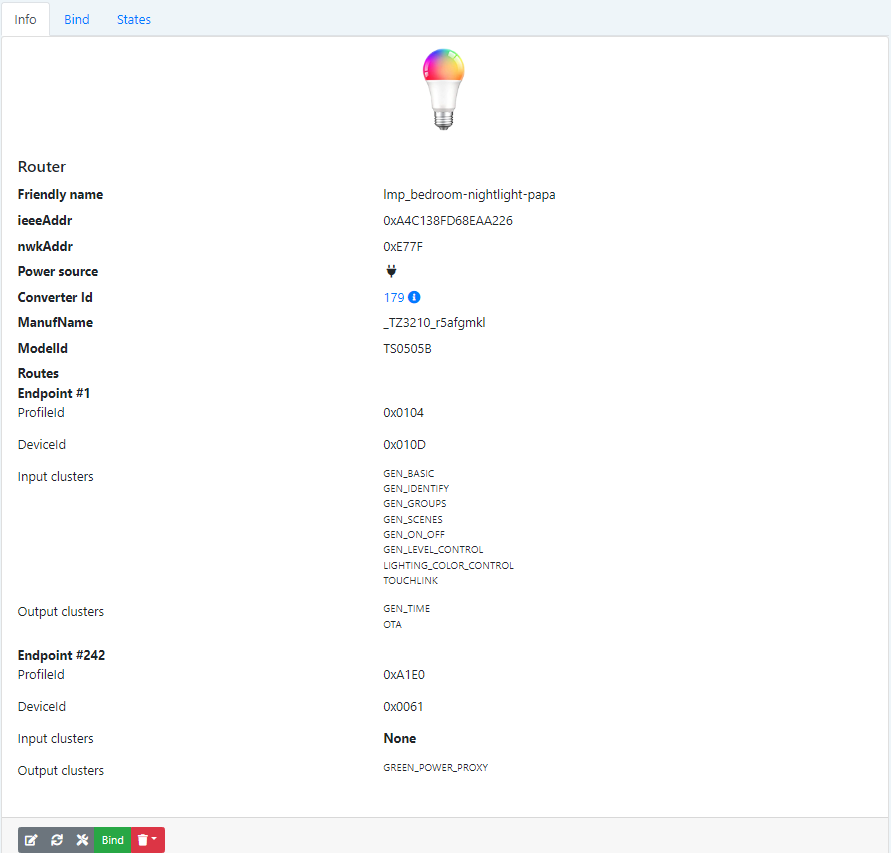 Info Bind States
Router
Friendly name lmp_bedroom-nightlight-papa
ieeeAddr 0xA4C138FD68EAA226
nwkAddr 0xE77F
Power source
Converter Id 179
ManufName _TZ3210_r5afgmkl
ModelId TS0505B
Routes
Endpoint #1
ProfileId 0x0104
DeviceId 0x010D
Input clusters GEN_BASIC
GEN_IDENTIFY
GEN_GROUPS
GEN_SCENES
GEN_ON_OFF
GEN_LEVEL_CONTROL
LIGHTING_COLOR_CONTROL
TOUCHLINK
Output clusters GEN_TIME
OTA
Endpoint #242
ProfileId 0xA1E0
DeviceId 0x0061
Input clusters None
Output clusters GREEN_POWER_PROXY
Bind